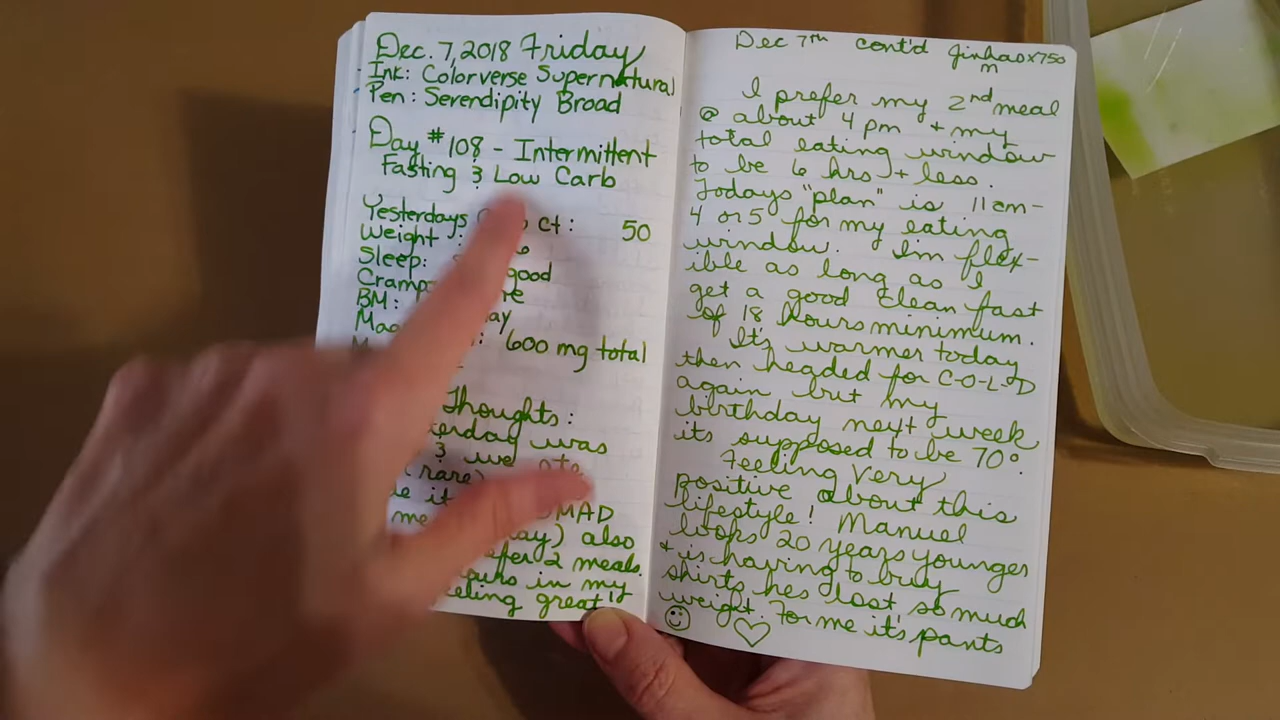 Dec. 7, 2018 Friday
Ink: Colorverse Supernatural
Pen: Serendipity Broad
Day #108 - Intermittent
Fasting & Low Carb
Yesterdays ct: 50
Weight :
Sleep: good
BM:
600 mg total
Thoughts:
was
& we ate
(rare)
it OMAD
also
2 meals.
in my
feeling great!
Dec 7th cont'd Jinhao x750
m
I prefer my 2nd meal
@ about 4 pm + my
total eating window
to be 6 hrs + less.
Todays "plan" is 11am-
4 or 5 for my eating
window. Im flex-
ible as long as I
get a good clean fast
of 18 hours minimum.
It's warmer today
then headed for C-O-L-D
again but my
birthday next week
its supposed to be 70°.
Feeling Very
positive about this
lifestyle! Manuel
looks 20 years younger
+ is having to buy
shirts hes lost so much
weight. For me it's pants